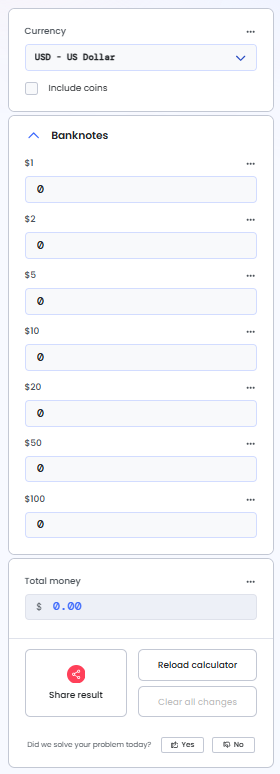 Currency
USD - US Dollar
Include coins
Banknotes
$1
0
$2
0
$5
0
$10
0
$20
0
$50
0
$100
0
Total money
$ 0.00
Share result
Reload calculator
Clear all changes
Did we solve your problem today? Yes No